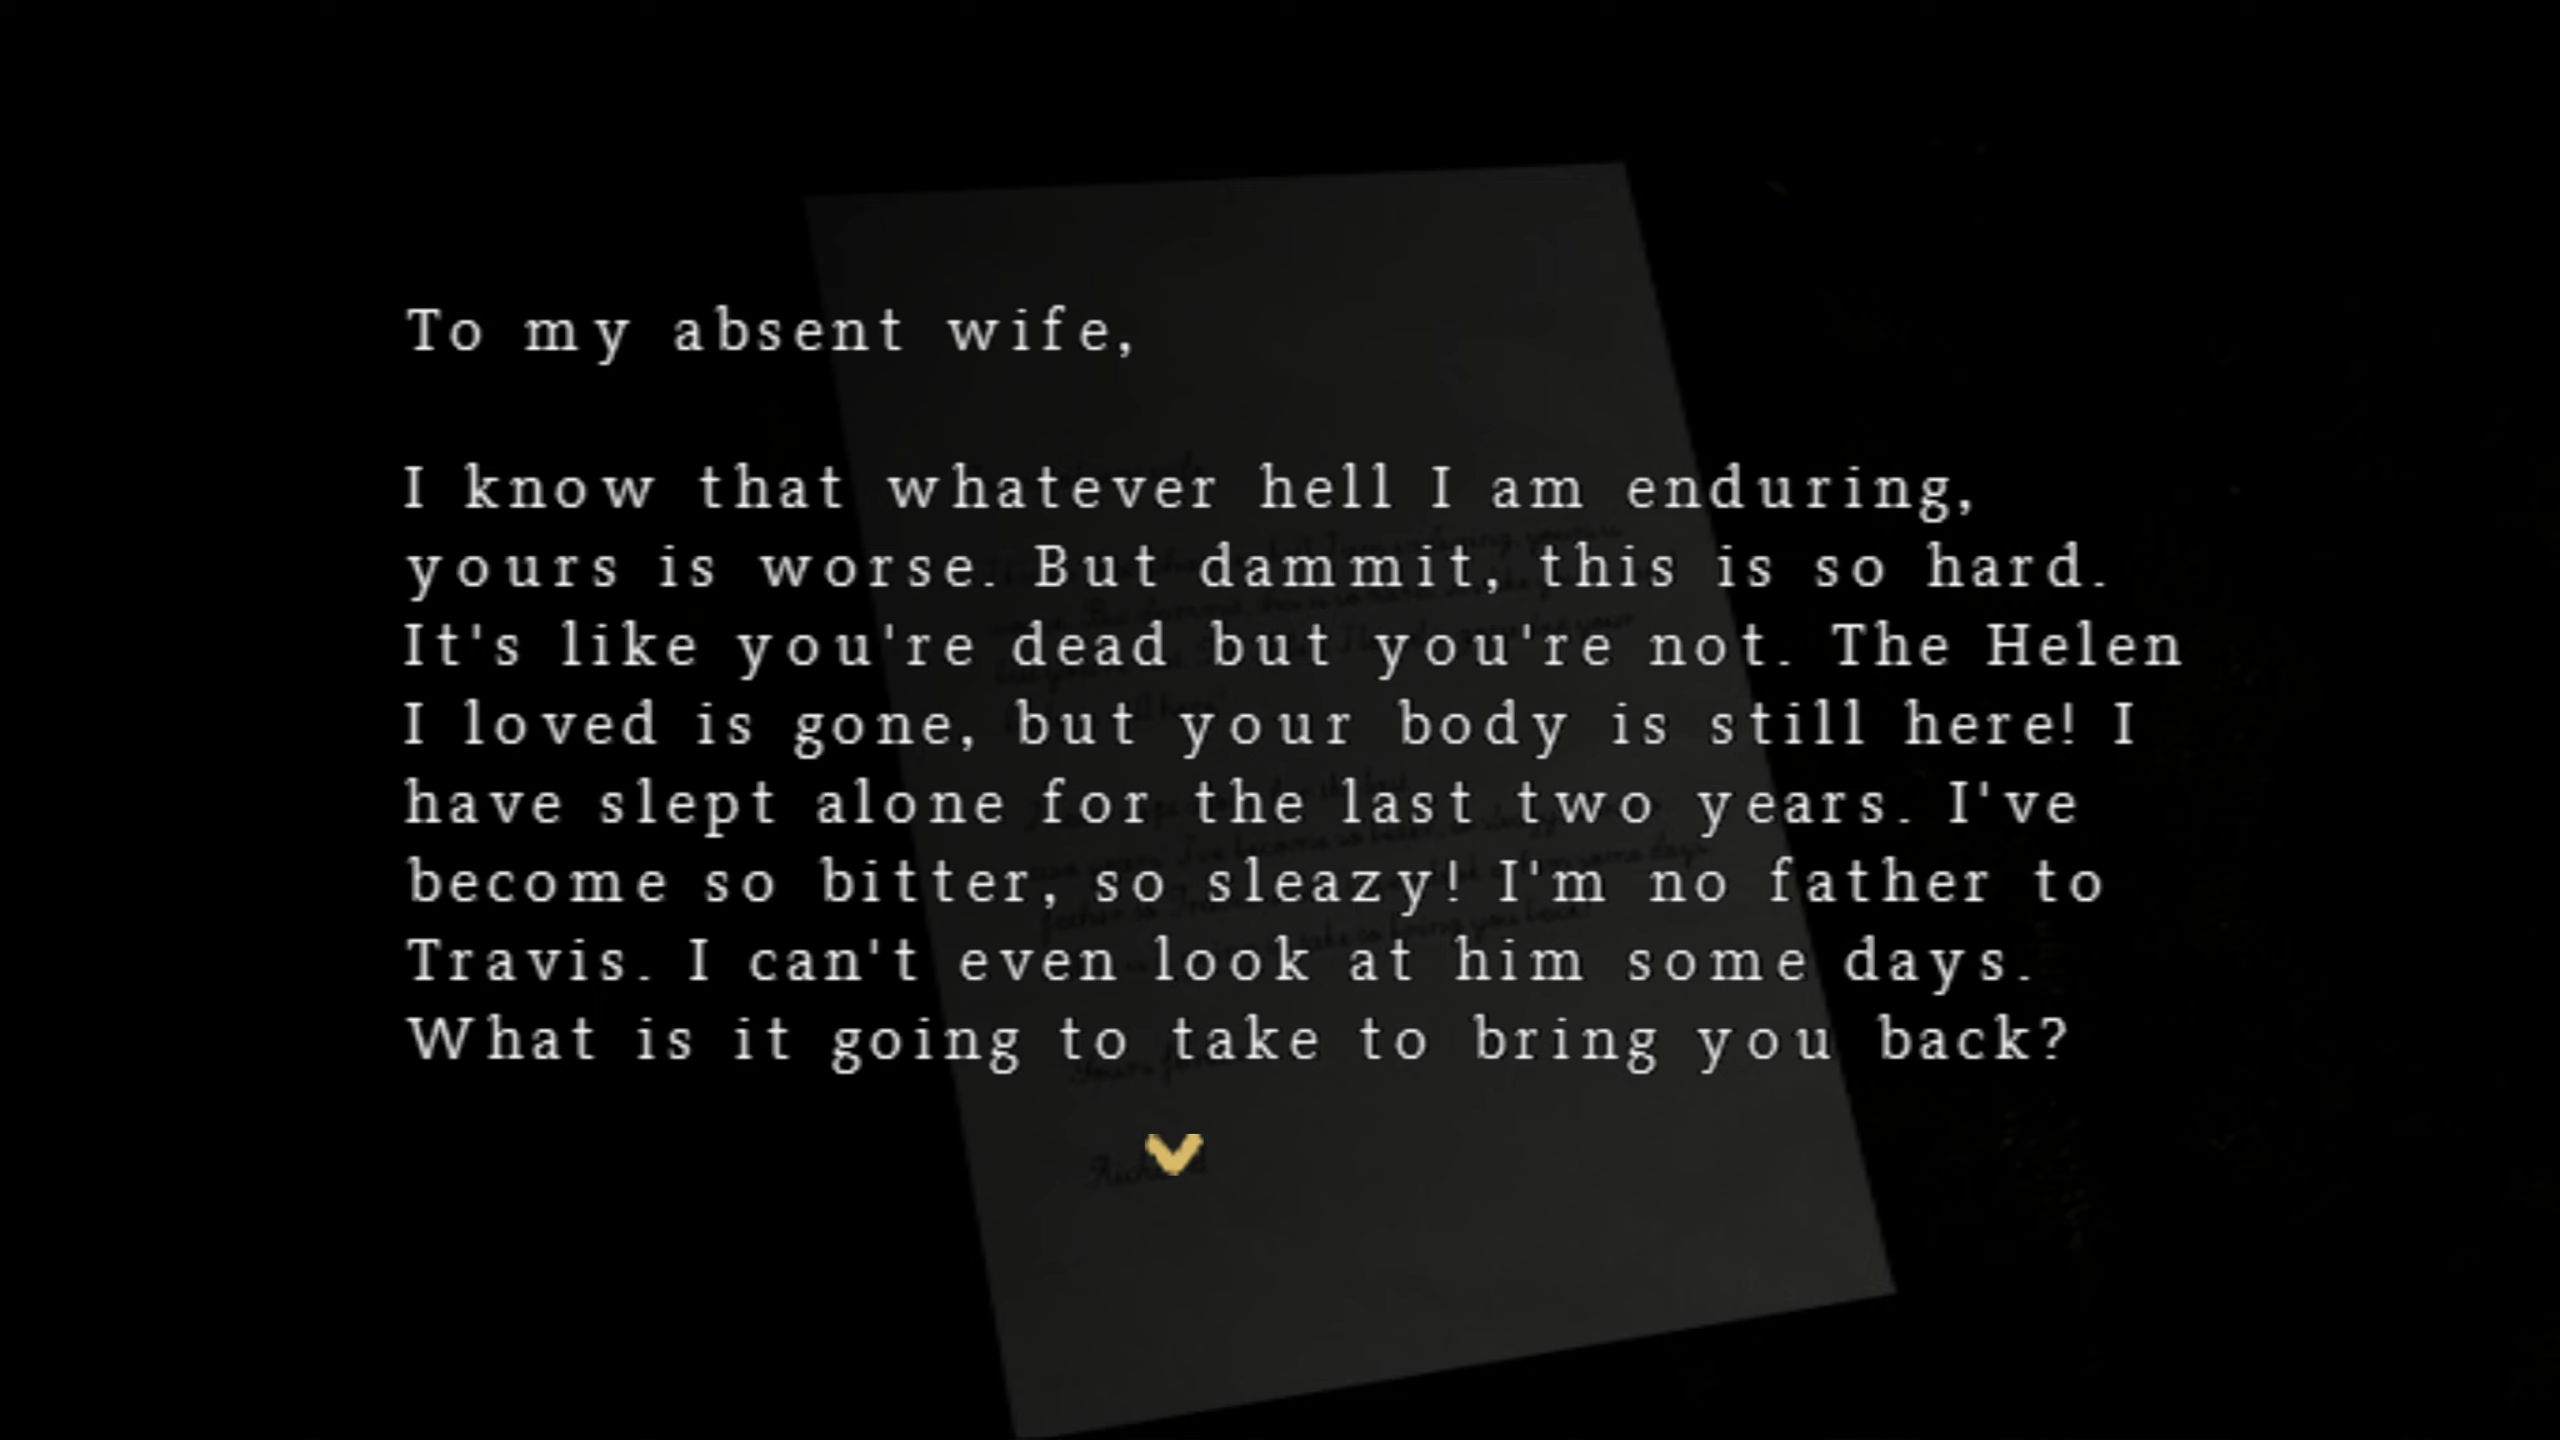 To my absent wife,
I know that whatever hell I am enduring,
yours is worse. But dammit, this is so hard.
It's like you're dead but you're not. The Helen
I loved is gone, but your body is still here! I
have slept alone for the last two years. I've
become so bitter, so sleazy! I'm no father to
Travis. I can't even look at him some days.
What is it going to take to bring you back?